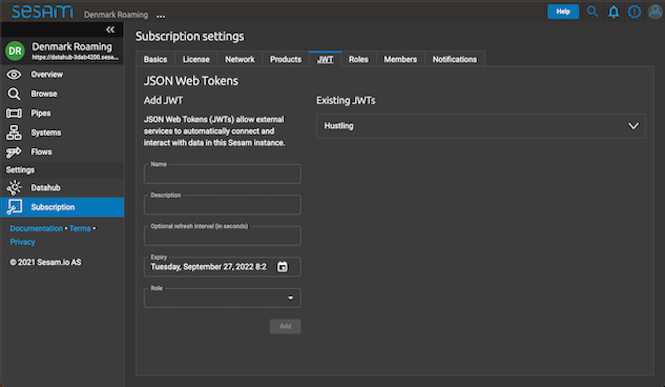 sesam Denmark Roaming ...
Help
DR Denmark Roaming
https://datahub-3dab4200.sesa...
Overview
Browse
Pipes
Systems
Flows
Settings
Datahub
Subscription
Documentation • Terms •
Privacy
© 2021 Sesam.io AS
Subscription settings
Basics License Network Products JWT Roles Members Notifications
JSON Web Tokens
Add JWT
JSON Web Tokens (JWTs) allow external
services to automatically connect and
interact with data in this Sesam instance.
Name
Description
Optional refresh interval (in seconds)
Expiry
Tuesday, September 27, 2022 8:2
Role
Add
Existing JWTs
Hustling